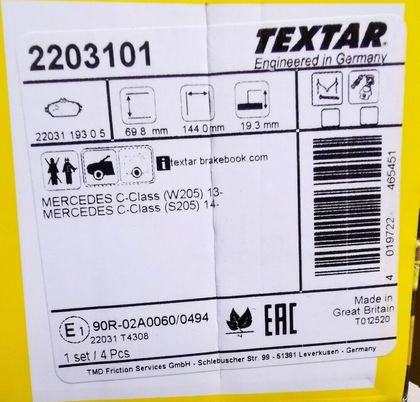 2203101
TEXTAR
Engineered in Germany
22031 193 0 5
69.8 mm
144.0 mm
19.3 mm
i textar brakebook.com
MERCEDES C-Class (W205) 13-
MERCEDES C-Class (S205) 14-
4 019722 465451
E1 90R-02A0060/0494
22031 T4308
1 set / 4 Pcs
4
EAC
Made in
Great Britain
T012520
TMD Friction Services GmbH - Schlebuscher Str. 99 - 51381 Leverkusen - Germany